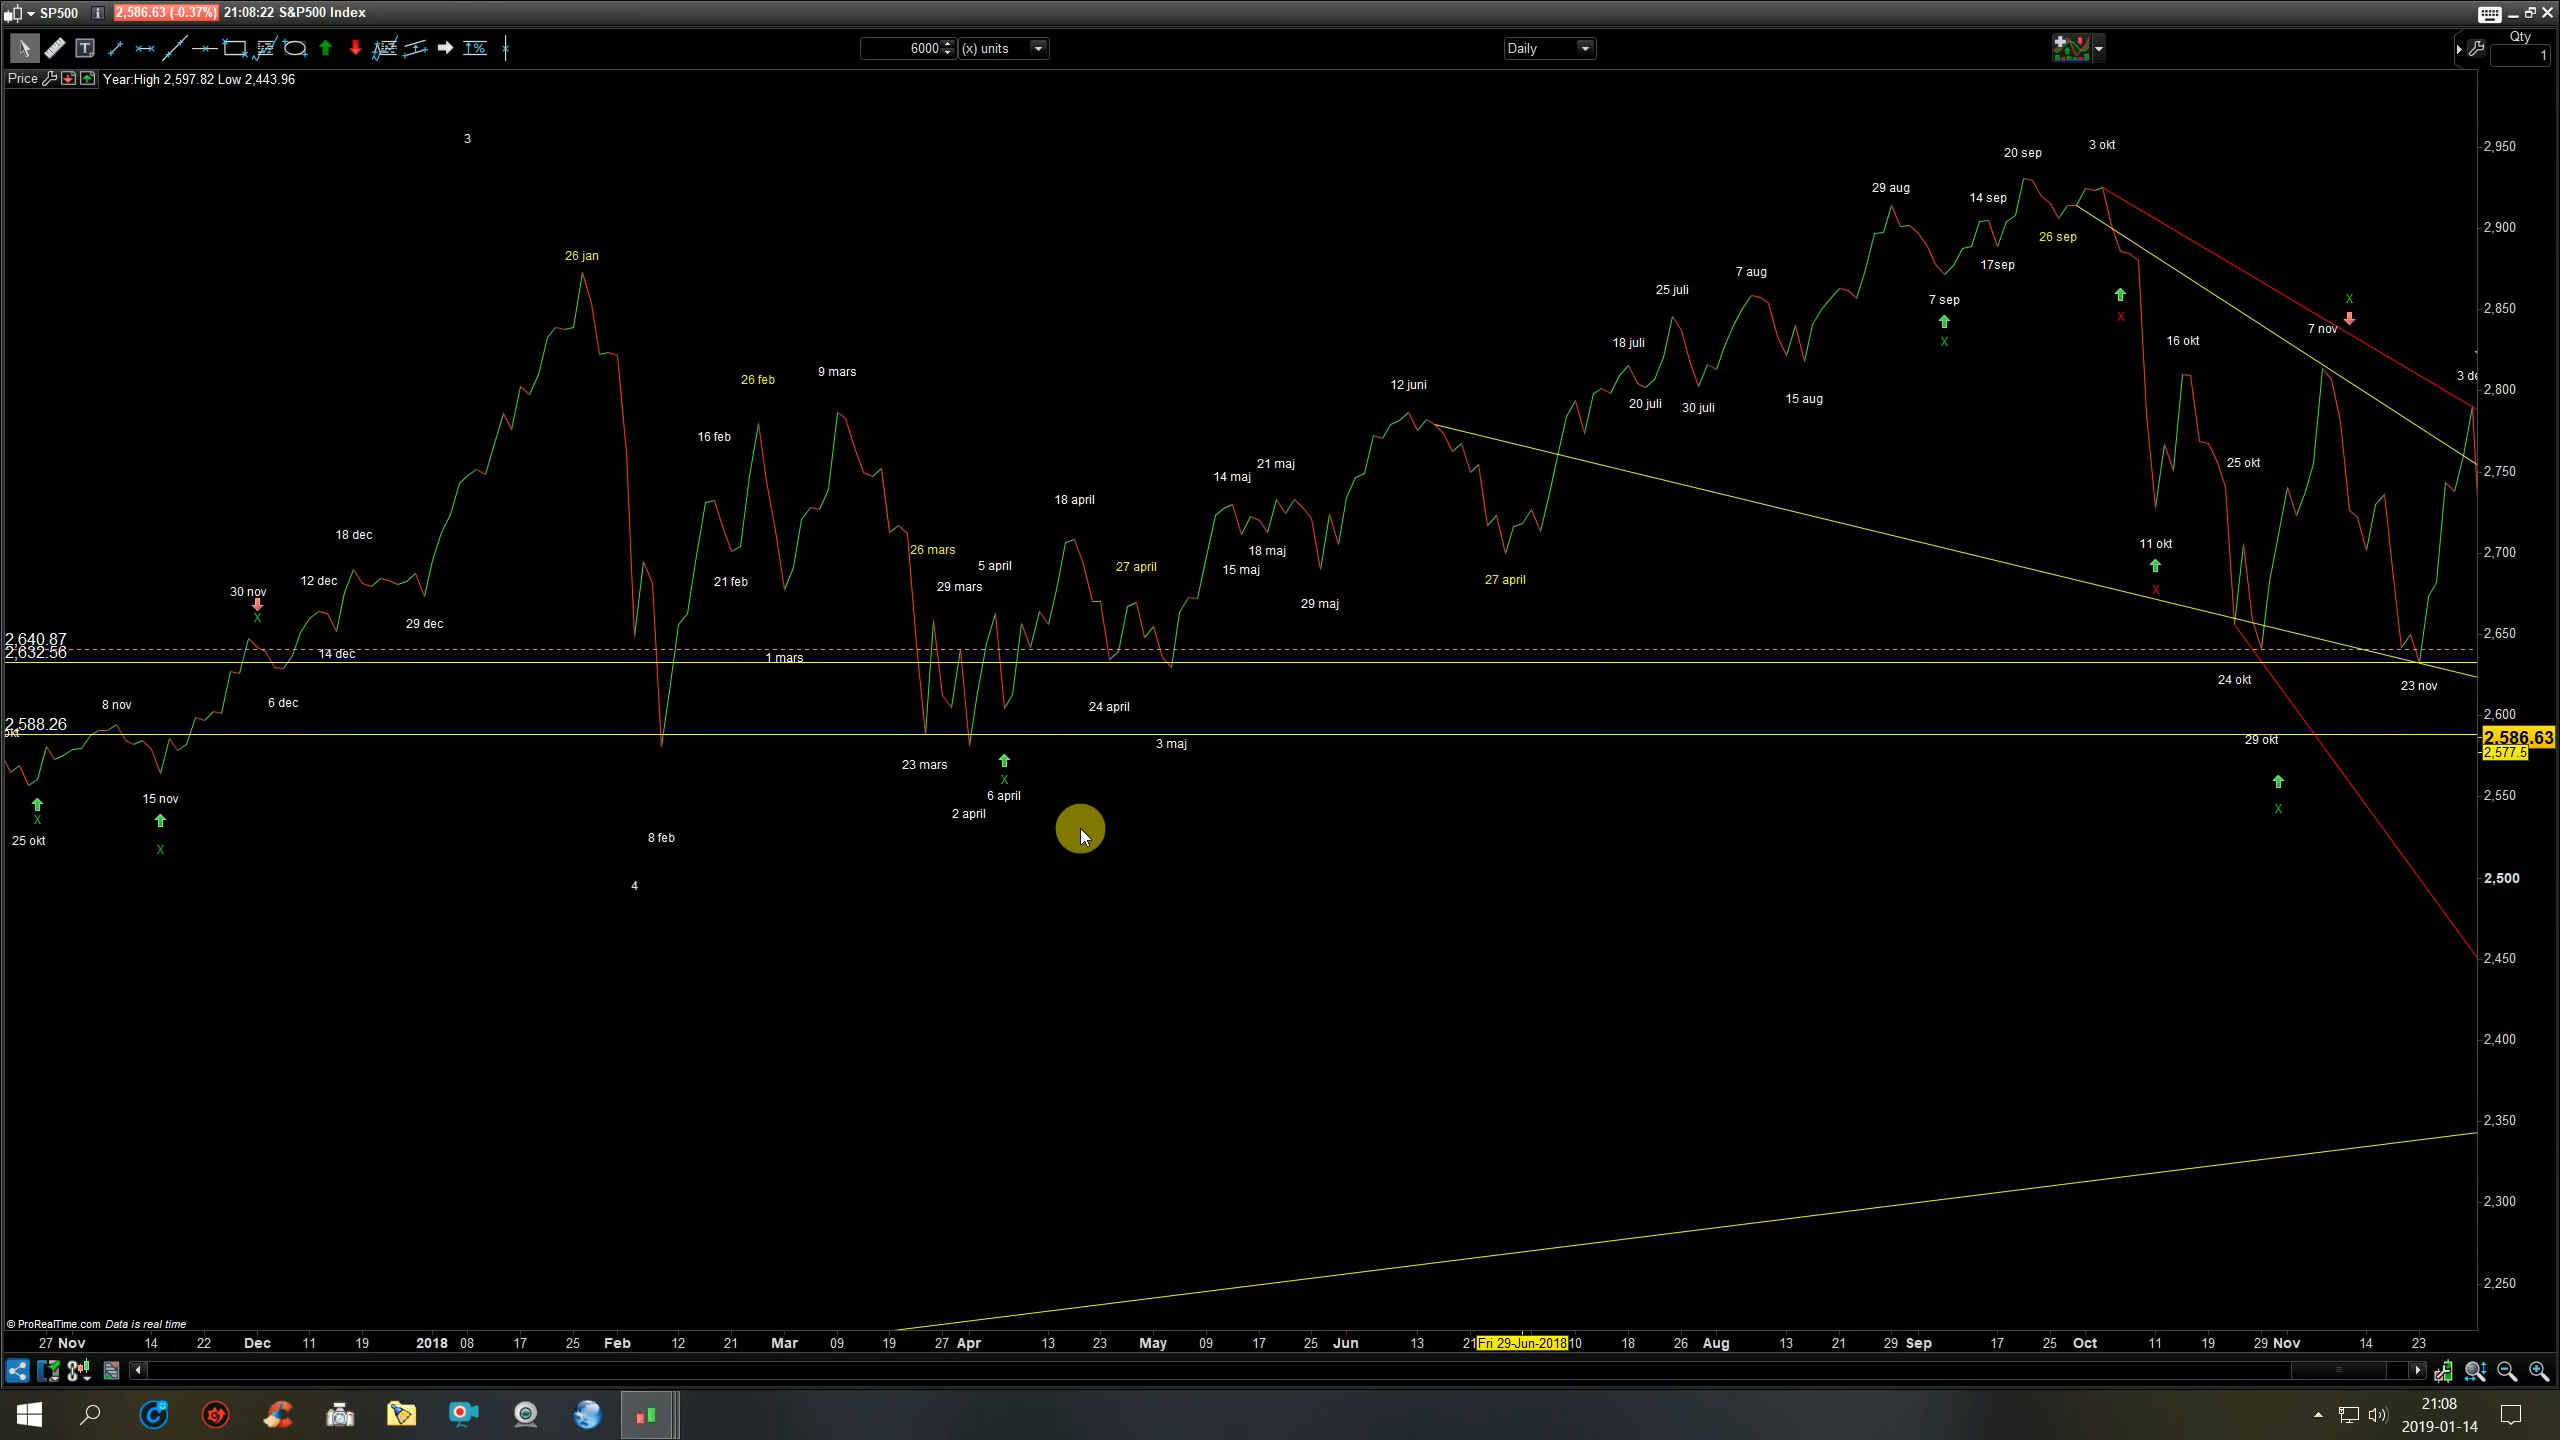 SP500 2,586.63 (-0.37%) 21:08:22 S&P500 Index
6000 (x) units Daily Qty
1
Price Year:High 2,597.82 Low 2,443.96
3
3 okt
2,950
20 sep
29 aug
14 sep
2,900
26 sep
26 jan
17sep
7 aug
25 juli
X
7 sep
2,850
X
7 nov
X
16 okt
18 juli
9 mars
26 feb
3 de
12 juni
2,800
15 aug
20 juli
30 juli
16 feb
21 maj
25 okt
14 maj
2,750
18 april
18 dec
11 okt
26 mars
18 maj
2,700
5 april
27 april
15 maj
27 april
12 dec
21 feb
29 mars
X
30 nov
X
29 maj
29 dec
2,650
2,640.87
2,632.56
14 dec
1 mars
24 okt
23 nov
6 dec
8 nov
24 april
2,600
2,588.26
2,586.63
29 okt
3 maj
2,577.5
23 mars
X
X
6 april
2,550
15 nov
X
2 april
X
25 okt
8 feb
X
4
2,500
2,450
2,400
2,350
2,300
2,250
© ProRealTime.com Data is real time
27 Nov 14 22 Dec 11 19 2018 08 17 25 Feb 12 21 Mar 09 19 27 Apr 13 23 May 09 17 25 Jun 13 21 Fri 29-Jun-2018 10 18 26 Aug 13 21 29 Sep 17 25 Oct 11 19 29 Nov 14 23
21:08
2019-01-14